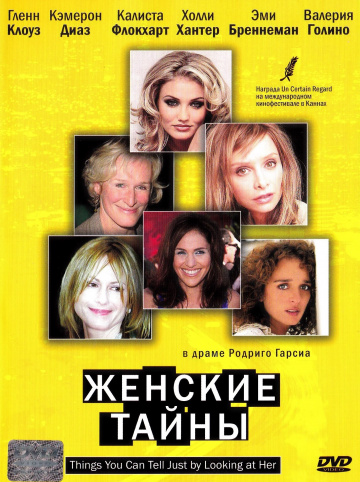 Гленн Кэмерон Калиста Холли Эми Валерия
Клоуз Диаз Флокхарт Хантер Бреннеман Голино
Награда Un Certain Regard
на международном
кинофестивале в Каннах
в драме Родриго Гарсиа
ЖЕНСКИЕ
ТАЙНЫ
Things You Can Tell Just by Looking at Her
DVD
VIDEO